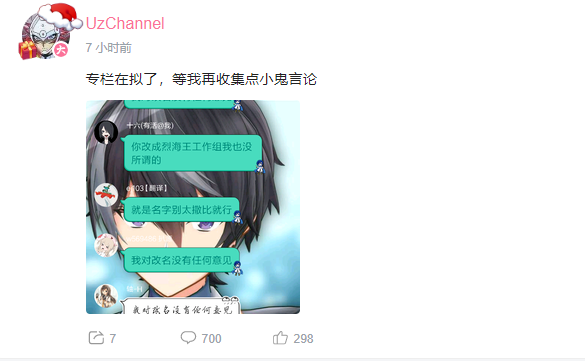 UzChannel
7 小时前
专栏在拟了，等我再收集点小鬼言论
十六(有活@我)
你改成烈海王工作组我也没
所谓的
就是名字别太撒比就行
我对改名没有任何意见
我对改名没有任何意见
7
700
298